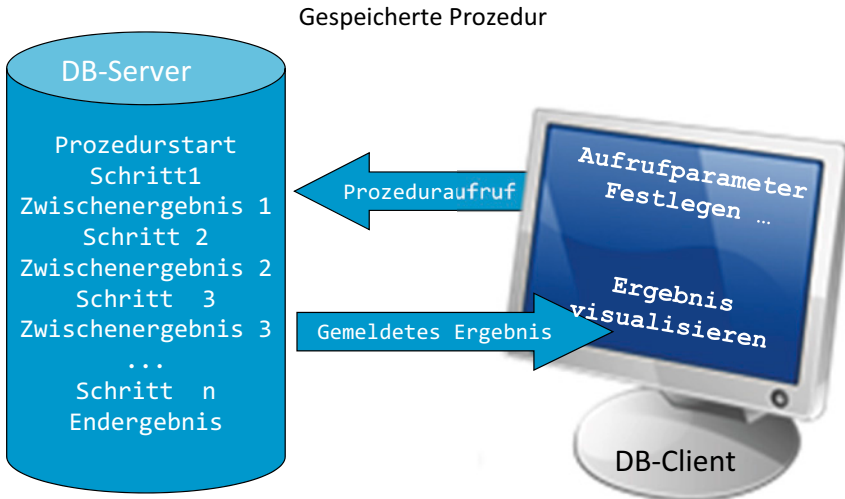 Gespeicherte Prozedur
DB-Server
Prozedurstart
Schritt1
Zwischenergebnis 1
Schritt 2
Zwischenergebnis 2
Schritt 3
Zwischenergebnis 3
...
Schritt n
Endergebnis
Prozeduraufruf
Gemeldetes Ergebnis
Aufrufparameter
Festlegen …
Ergebnis
visualisieren
DB-Client